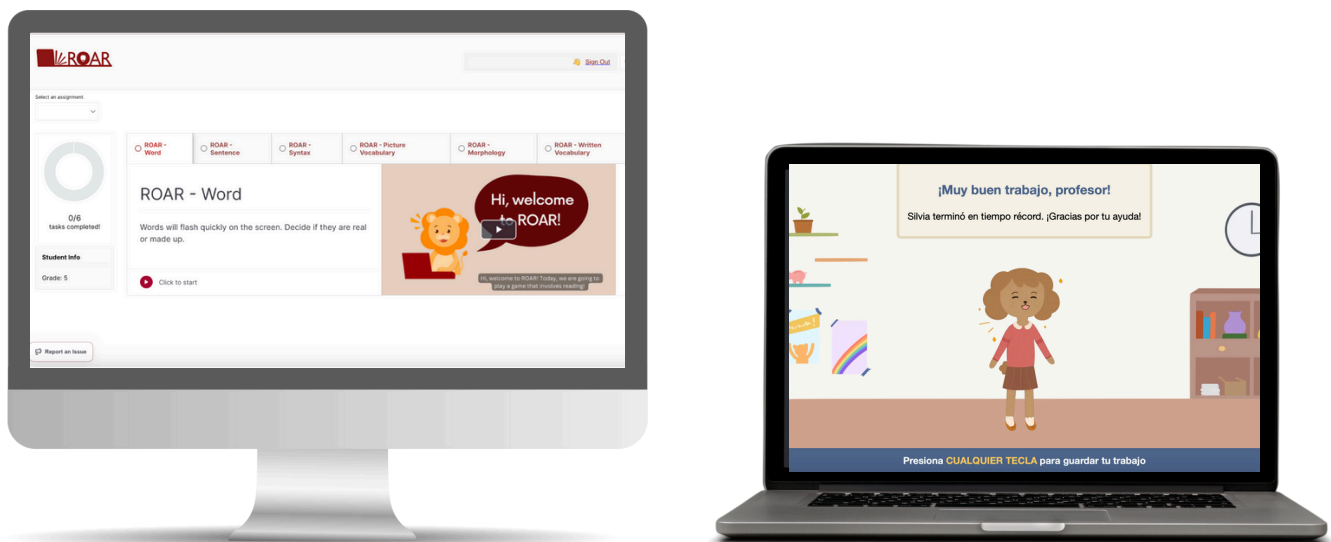 ROAR
Sign Out
Select an assignment
0/6
tasks completed!
Student Info
Grade: 5
ROAR -
Word
ROAR -
Sentence
ROAR -
Syntax
ROAR - Picture
Vocabulary
ROAR -
Morphology
ROAR - Written
Vocabulary
ROAR - Word
Words will flash quickly on the screen. Decide if they are real
or made up.
Click to start
Hi, welcome
to ROAR!
Hi, welcome to ROAR! Today, we are going to
play a game that involves reading!
Report an Issue
¡Muy buen trabajo, profesor!
Silvia terminó en tiempo récord. ¡Gracias por tu ayuda!
Presiona CUALQUIER TECLA para guardar tu trabajo